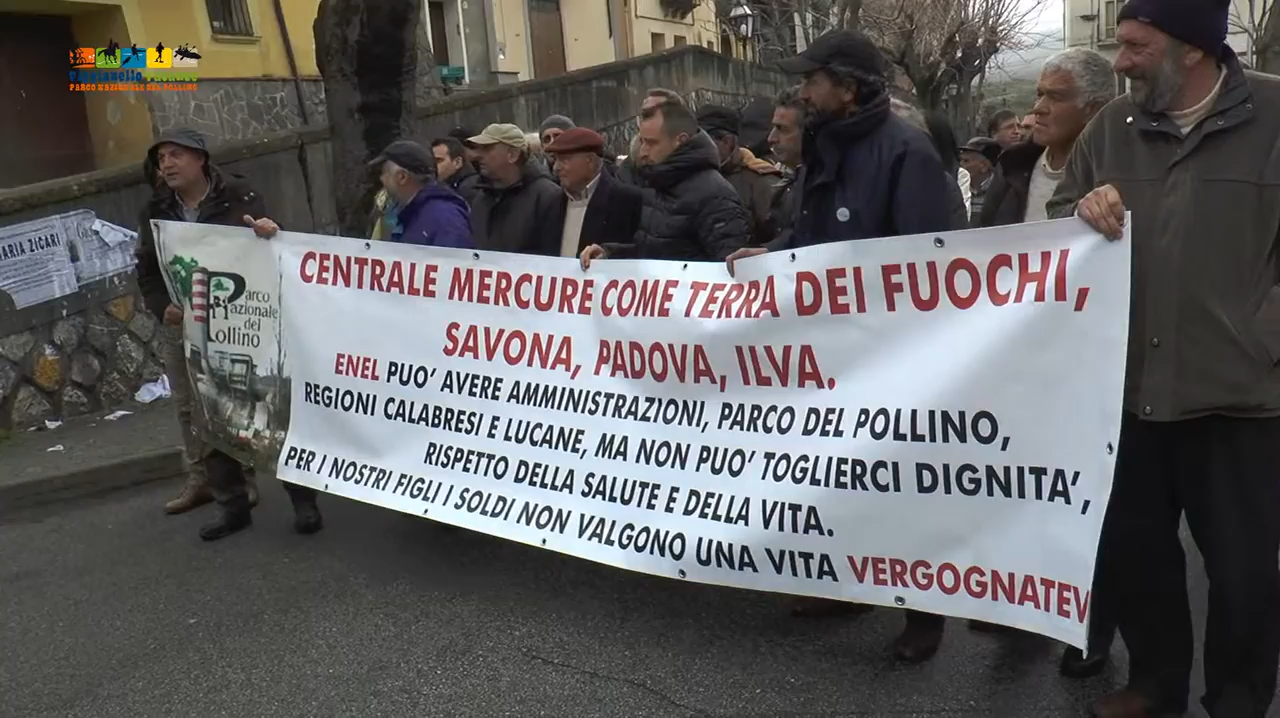 PARCO NAZIONALE DEL POLLINO
MARIA ZICARI
Parco
Nazionale
del
Pollino
CENTRALE MERCURE COME TERRA DEI FUOCHI,
SAVONA, PADOVA, ILVA.
ENEL PUO' AVERE AMMINISTRAZIONI, PARCO DEL POLLINO,
REGIONI CALABRESI E LUCANE, MA NON PUO' TOGLIERCI DIGNITA',
RISPETTO DELLA SALUTE E DELLA VITA.
PER I NOSTRI FIGLI I SOLDI NON VALGONO UNA VITA VERGOGNATEV